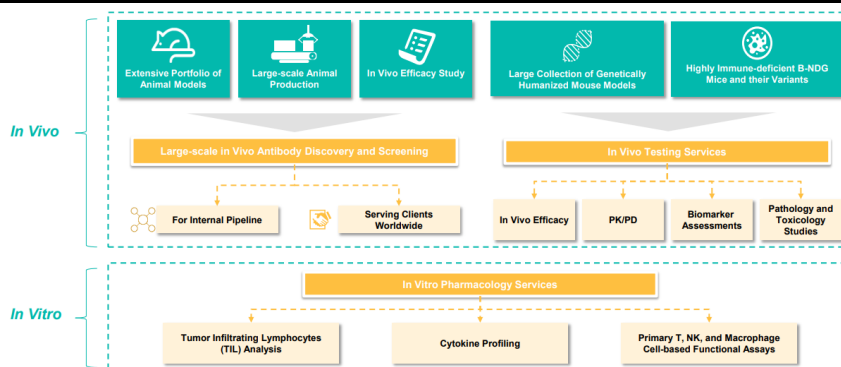 In Vivo
Extensive Portfolio of
Animal Models
Large-scale Animal
Production
In Vivo Efficacy Study
Large Collection of Genetically
Humanized Mouse Models
Highly Immune-deficient B-NDG
Mice and their Variants
Large-scale in Vivo Antibody Discovery and Screening
In Vivo Testing Services
For Internal Pipeline
Serving Clients
Worldwide
In Vivo Efficacy
PK/PD
Biomarker
Assessments
Pathology and
Toxicology
Studies
In Vitro
In Vitro Pharmacology Services
Tumor Infiltrating Lymphocytes
(TIL) Analysis
Cytokine Profiling
Primary T, NK, and Macrophage
Cell-based Functional Assays